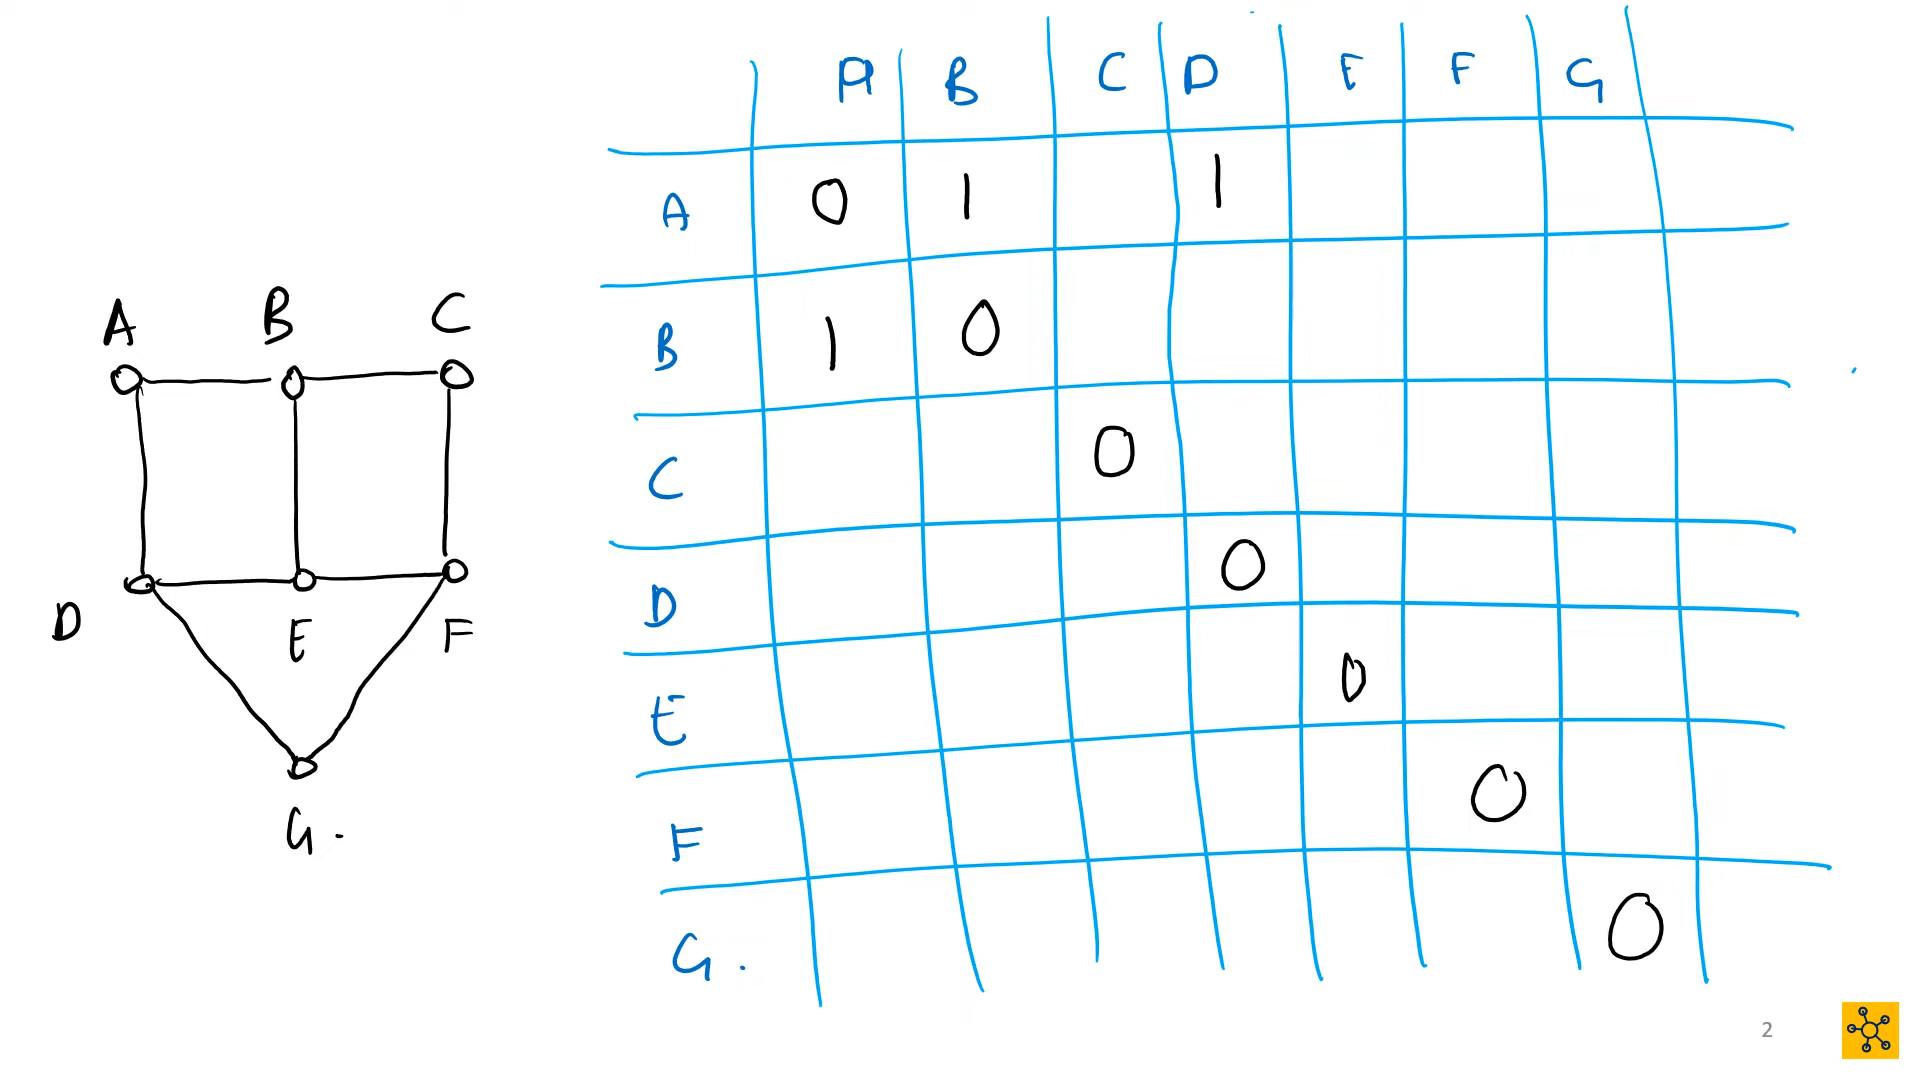 A B C D E F G
A 0 1 1
B 1 0
C 0
D 0
E 0
F 0
G. 0
A B C
D E F
G.
2